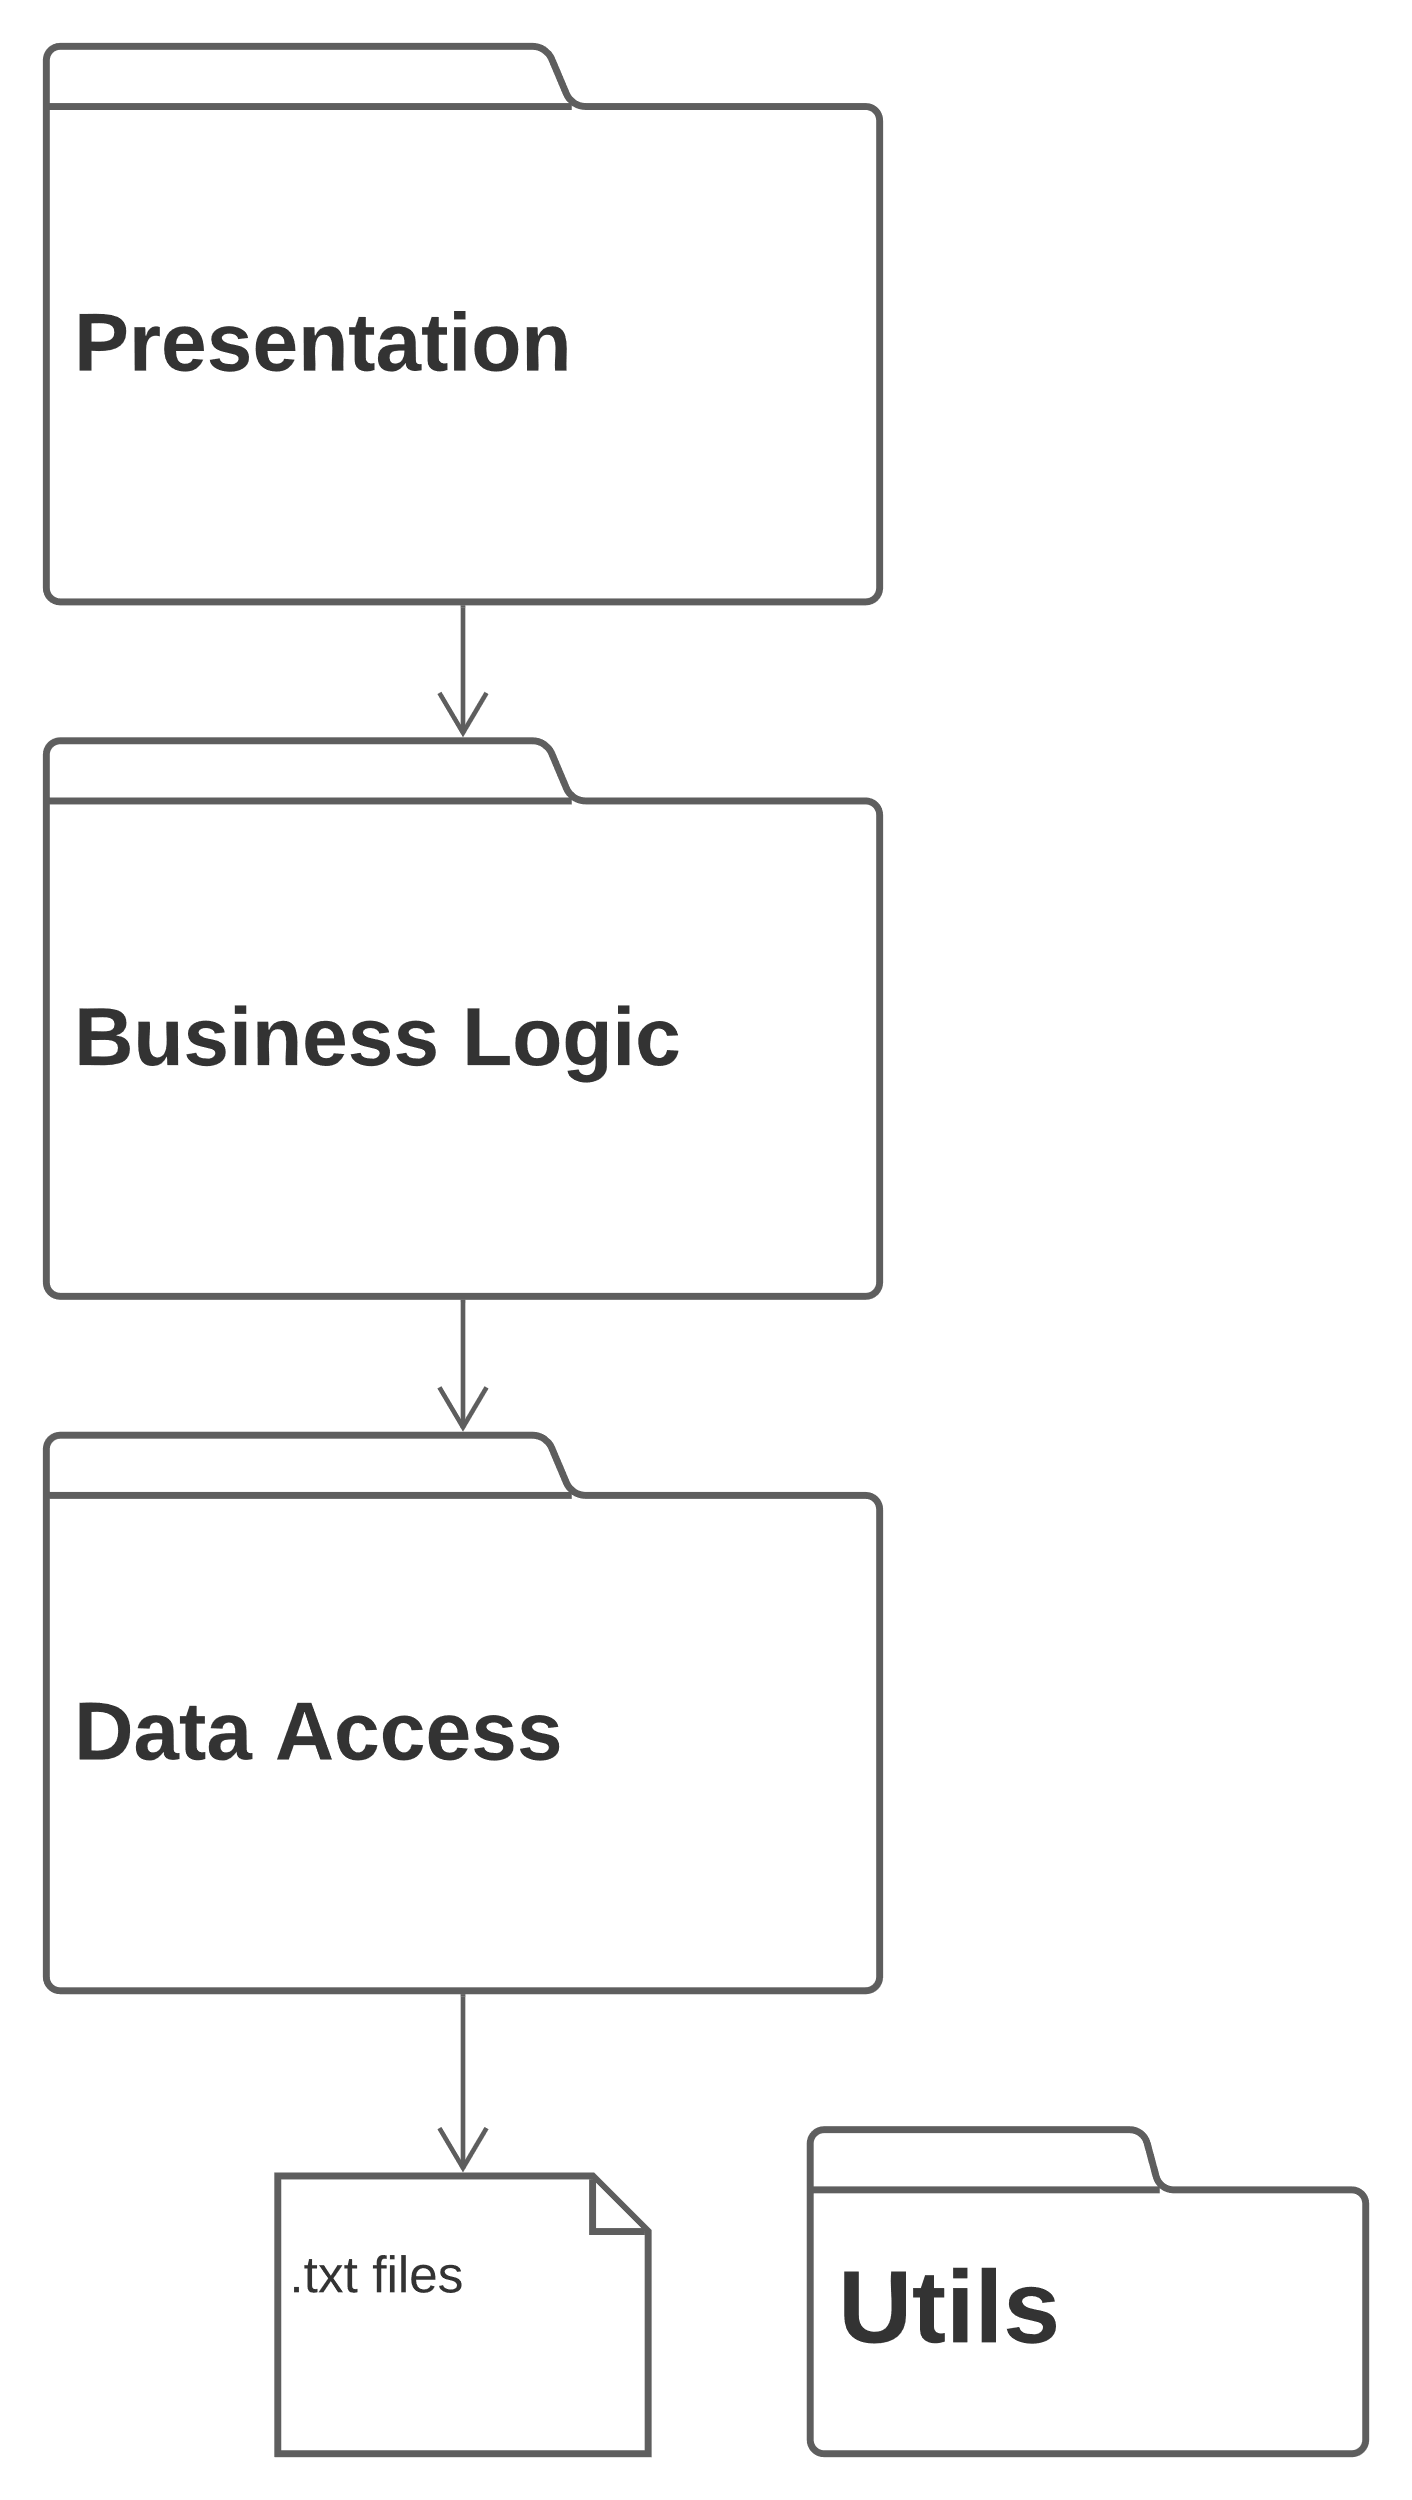 Presentation
Business Logic
Data Access
.txt files
Utils